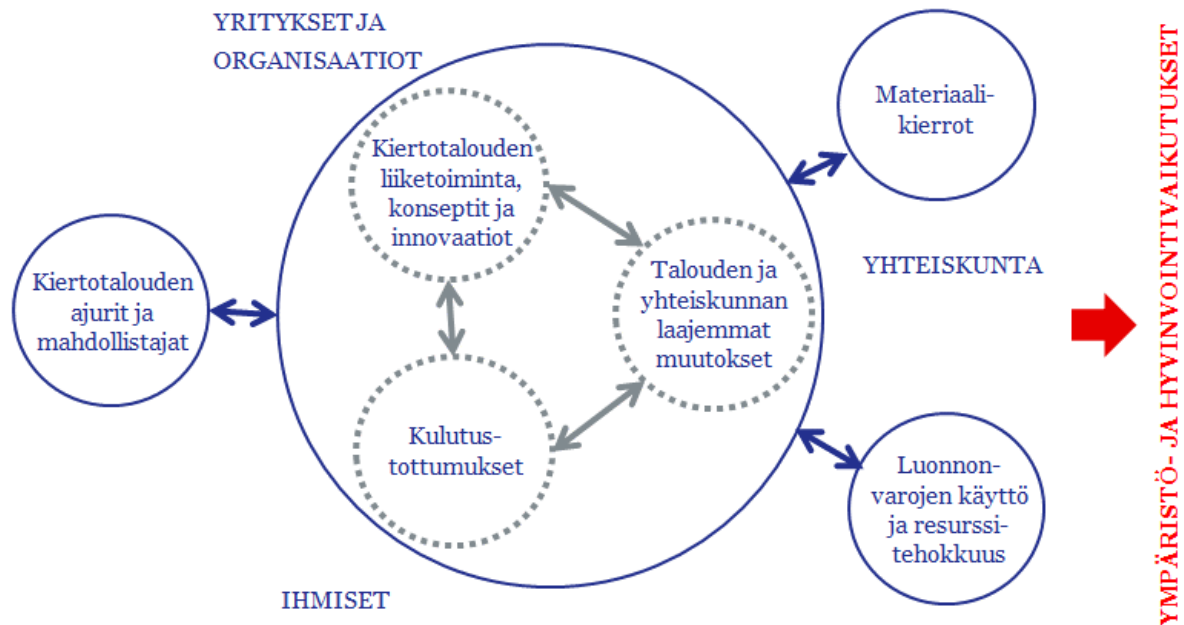 YRITYKSET JA
ORGANISAATIOT
Kiertotalouden
liiketoiminta,
konseptit ja
innovaatiot
Materiaali-
kierrot
Kiertotalouden
ajurit ja
mahdollistajat
Talouden ja
yhteiskunnan
laajemmat
muutokset
YHTEISKUNTA
Kulutus-
tottumukset
Luonnon-
varojen käyttö
ja resurssi-
tehokkuus
IHMISET
YMPÄRISTÖ- JA HYVINVOINTIVAIKUTUKSET